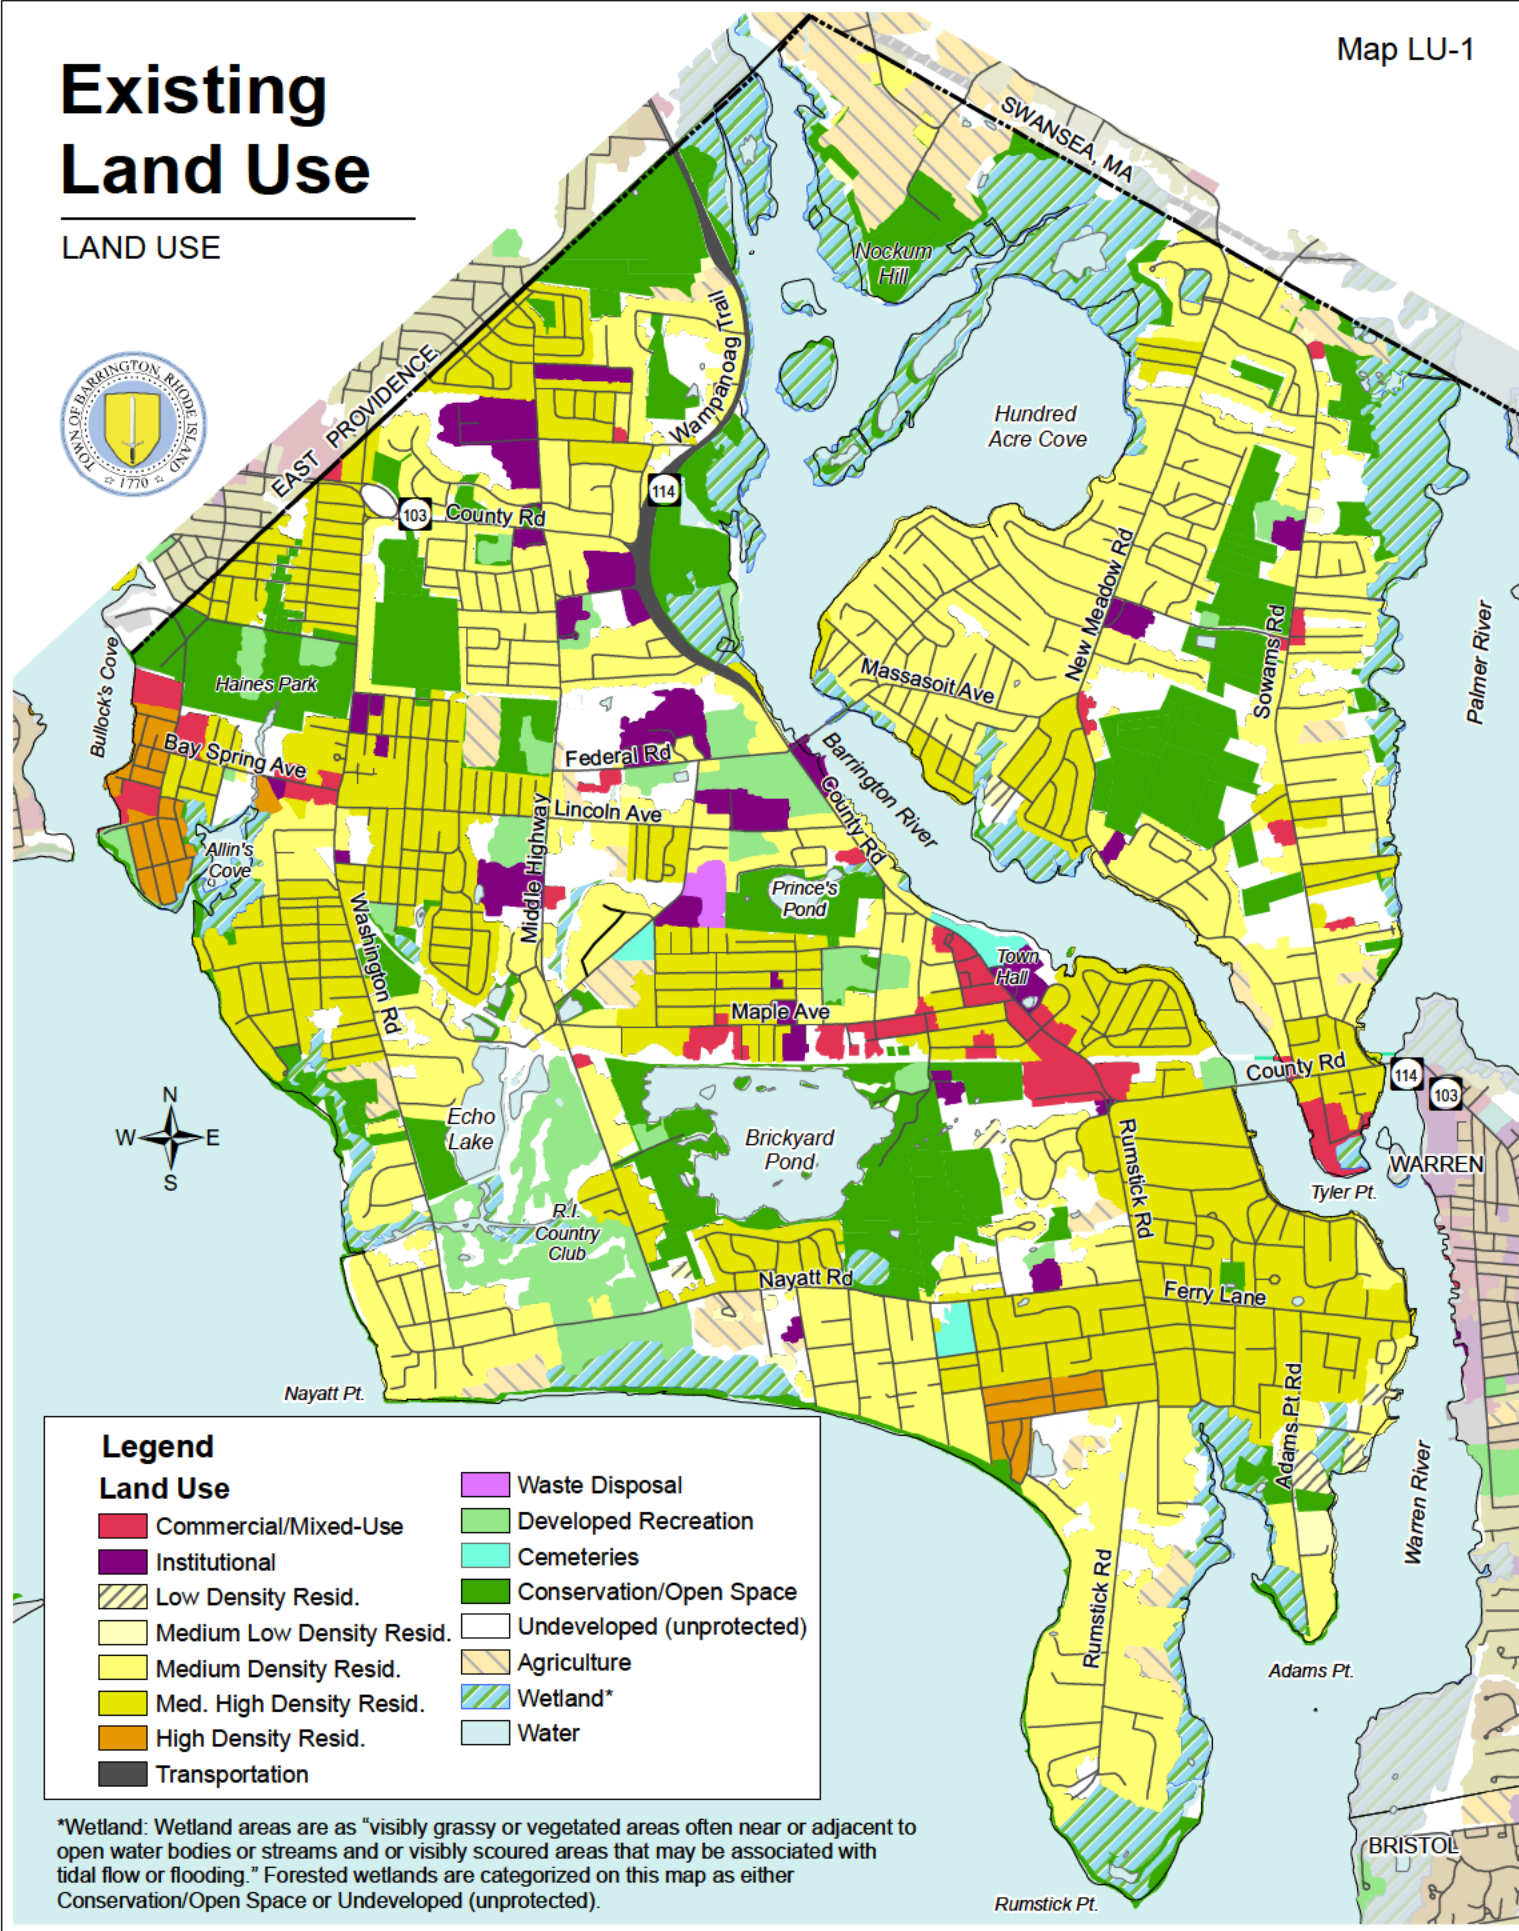 Map LU-1
Existing
Land Use
LAND USE
SWANSEA, MA
TOWN OF BARRINGTON, RHODE ISLAND
1770
EAST PROVIDENCE
Nockum
Hill
Wampanoag Trail
Hundred
Acre Cove
114
103
County Rd
New Meadow Rd
Sowams Rd
Palmer River
Massasoit Ave
Bullock's Cove
Haines Park
Bay Spring Ave
Federal Rd
Barrington River
County Rd
Lincoln Ave
Middle Highway
Allin's
Cove
Prince's
Pond
Washington Rd
Town
Hall
Maple Ave
County Rd
114
103
N
W
E
S
Echo
Lake
Brickyard
Pond
Rumstick Rd
WARREN
Tyler Pt.
R.I.
Country
Club
Nayatt Rd
Ferry Lane
Nayatt Pt.
Adams Pt Rd
Warren River
Rumstick Rd
Adams Pt.
BRISTOL
Rumstick Pt.
Legend
Land Use
Commercial/Mixed-Use
Institutional
Low Density Resid.
Medium Low Density Resid.
Medium Density Resid.
Med. High Density Resid.
High Density Resid.
Transportation
Waste Disposal
Developed Recreation
Cemeteries
Conservation/Open Space
Undeveloped (unprotected)
Agriculture
Wetland*
Water
*Wetland: Wetland areas are as “visibly grassy or vegetated areas often near or adjacent to
open water bodies or streams and or visibly scoured areas that may be associated with
tidal flow or flooding.” Forested wetlands are categorized on this map as either
Conservation/Open Space or Undeveloped (unprotected).